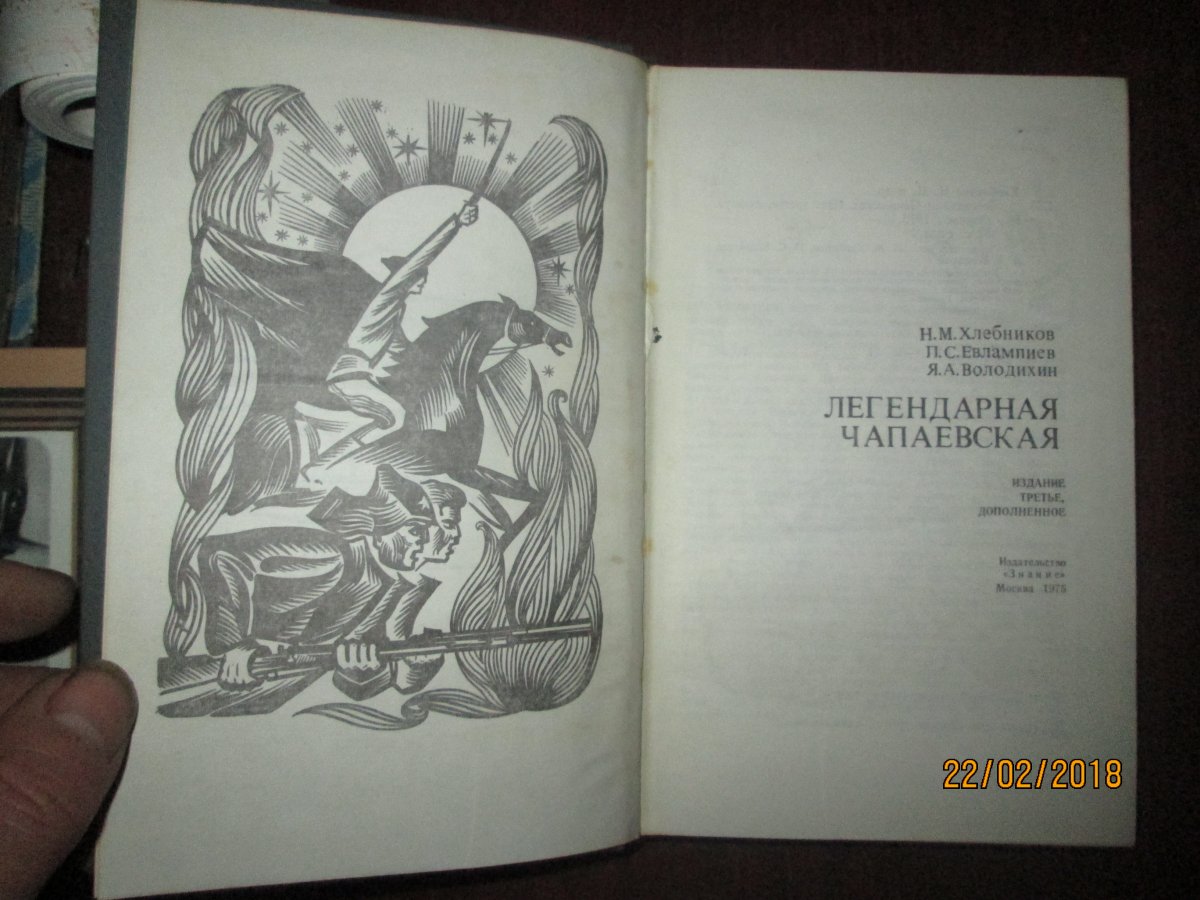 Н. М. Хлебников
П. С. Евлампиев
Я. А. Володихин
ЛЕГЕНДАРНАЯ
ЧАПАЕВСКАЯ
ИЗДАНИЕ
ТРЕТЬЕ,
ДОПОЛНЕННОЕ
Издательство
«Знание»
Москва 1975
22/02/2018